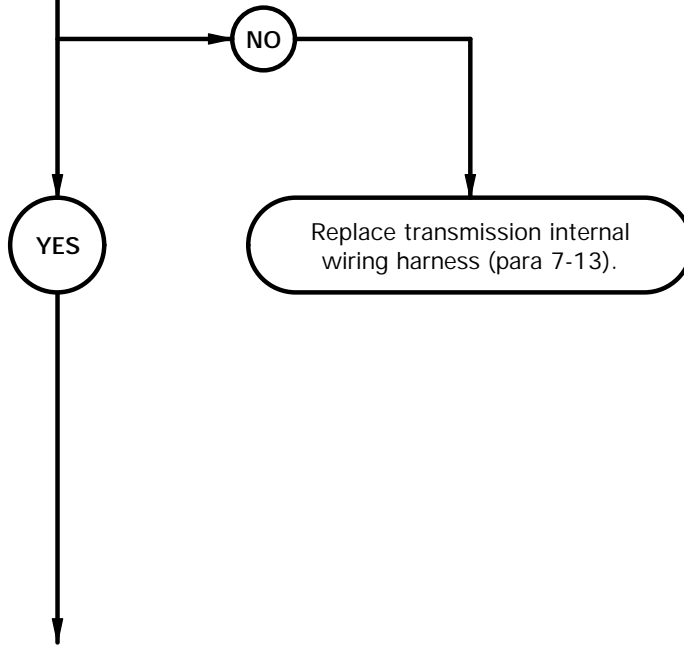 NO
YES
Replace transmission internal
wiring harness (para 7-13).